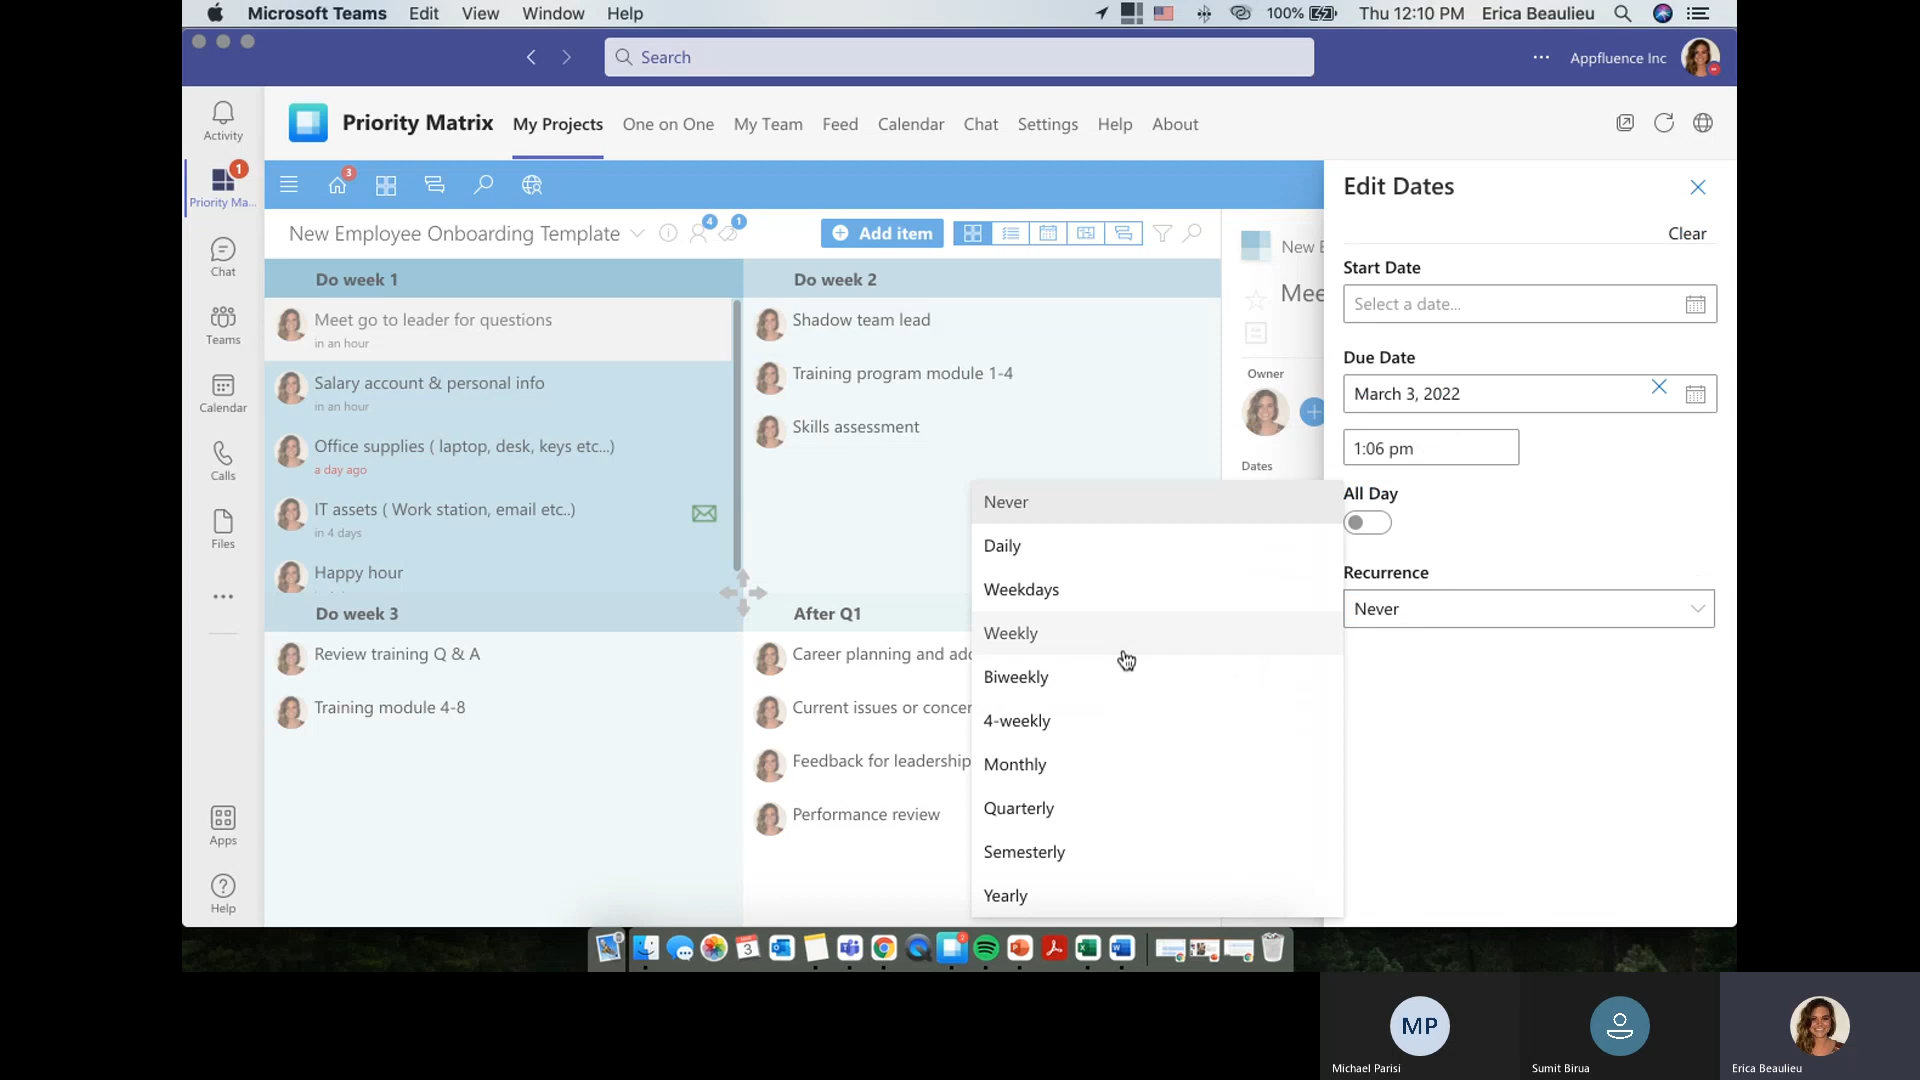 Microsoft Teams Edit View Window Help 100% Thu 12:10 PM Erica Beaulieu
Search
Appfluence Inc
Priority Matrix My Projects One on One My Team Feed Calendar Chat Settings Help About
Activity
1
Priority Ma...
Chat
Teams
Calendar
Calls
Files
Apps
Help
3
New Employee Onboarding Template 4 1
Add item
Do week 1
Meet go to leader for questions
in an hour
Salary account & personal info
in an hour
Office supplies ( laptop, desk, keys etc...)
a day ago
IT assets ( Work station, email etc..)
in 4 days
Happy hour
Do week 2
Shadow team lead
Training program module 1-4
Skills assessment
Do week 3
Review training Q & A
Training module 4-8
After Q1
Career planning and add
Current issues or concer
Feedback for leadership
Performance review
New E
Mee
Owner
Dates
Never
Daily
Weekdays
Weekly
Biweekly
4-weekly
Monthly
Quarterly
Semesterly
Yearly
Edit Dates
Clear
Start Date
Select a date...
Due Date
March 3, 2022
1:06 pm
All Day
Recurrence
Never
3
2
MP
Michael Parisi
Sumit Birua
Erica Beaulieu